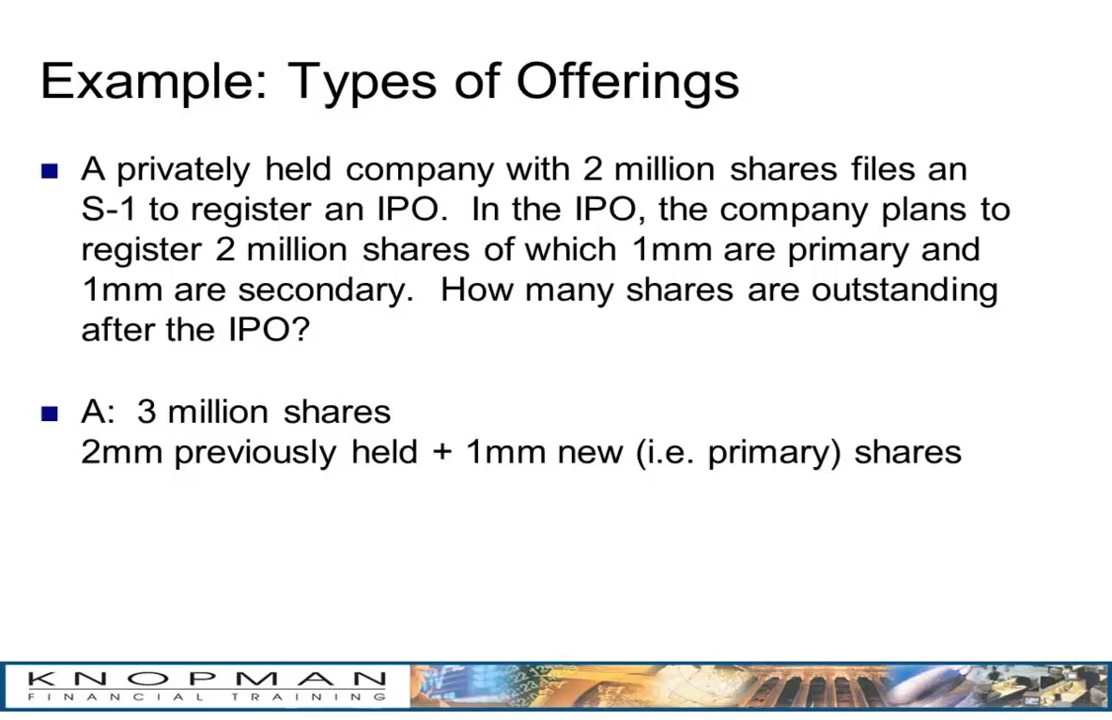 Example: Types of Offerings
A privately held company with 2 million shares files an
S-1 to register an IPO. In the IPO, the company plans to
register 2 million shares of which 1mm are primary and
1mm are secondary. How many shares are outstanding
after the IPO?
A: 3 million shares
2mm previously held + 1mm new (i.e. primary) shares
KNOPMAN
FINANCIAL TRAINING